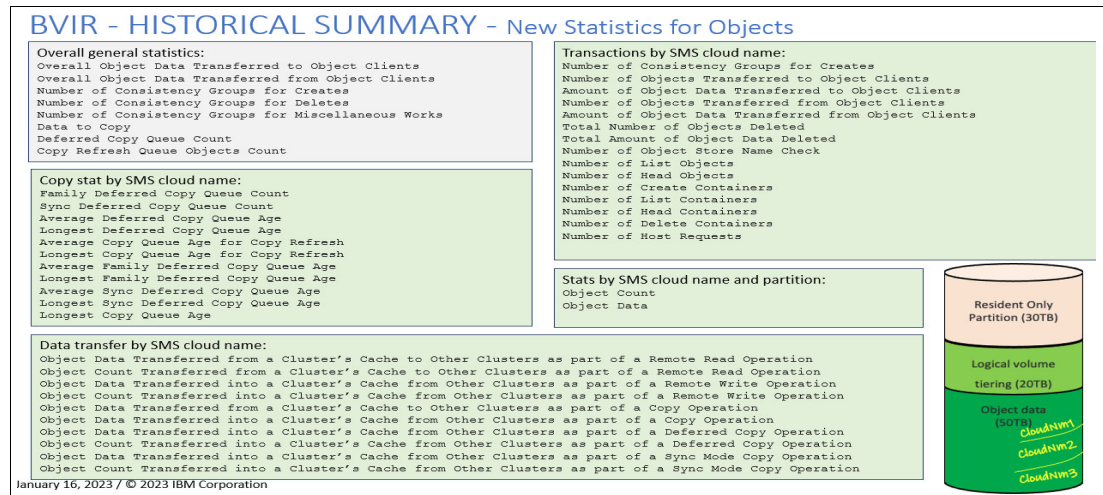 BVIR - HISTORICAL SUMMARY - New Statistics for Objects
Overall general statistics:
Overall Object Data Transferred to Object Clients
Overall Object Data Transferred from Object Clients
Number of Consistency Groups for Creates
Number of Consistency Groups for Deletes
Number of Consistency Groups for Miscellaneous Works
Data to Copy
Deferred Copy Queue Count
Copy Refresh Queue Objects Count
Copy stat by SMS cloud name:
Family Deferred Copy Queue Count
Sync Deferred Copy Queue Count
Average Deferred Copy Queue Age
Longest Deferred Copy Queue Age
Average Copy Queue Age for Copy Refresh
Longest Copy Queue Age for Copy Refresh
Average Family Deferred Copy Queue Age
Longest Family Deferred Copy Queue Age
Average Sync Deferred Copy Queue Age
Longest Sync Deferred Copy Queue Age
Longest Copy Queue Age
Transactions by SMS cloud name:
Number of Consistency Groups for Creates
Number of Objects Transferred to Object Clients
Amount of Object Data Transferred to Object Clients
Number of Objects Transferred from Object Clients
Amount of Object Data Transferred from Object Clients
Total Number of Objects Deleted
Total Amount of Object Data Deleted
Number of Object Store Name Check
Number of List Objects
Number of Head Objects
Number of Create Containers
Number of List Containers
Number of Head Containers
Number of Delete Containers
Number of Host Requests
Stats by SMS cloud name and partition:
Object Count
Object Data
Data transfer by SMS cloud name:
Object Data Transferred from a Cluster's Cache to Other Clusters as part of a Remote Read Operation
Object Count Transferred from a Cluster's Cache to Other Clusters as part of a Remote Read Operation
Object Data Transferred into a Cluster's Cache from Other Clusters as part of a Remote Write Operation
Object Count Transferred into a Cluster's Cache from Other Clusters as part of a Remote Write Operation
Object Data Transferred from a Cluster's Cache to Other Clusters as part of a Copy Operation
Object Data Transferred into a Cluster's Cache from Other Clusters as part of a Copy Operation
Object Data Transferred into a Cluster's Cache from Other Clusters as part of a Deferred Copy Operation
Object Count Transferred into a Cluster's Cache from Other Clusters as part of a Deferred Copy Operation
Object Data Transferred into a Cluster's Cache from Other Clusters as part of a Sync Mode Copy Operation
Object Count Transferred into a Cluster's Cache from Other Clusters as part of a Sync Mode Copy Operation
Resident Only
Partition (30TB)
Logical volume
tiering (20TB)
Object data
(50TB)
CloudNm1
CloudNm2
CloudNm3
January 16, 2023 / © 2023 IBM Corporation